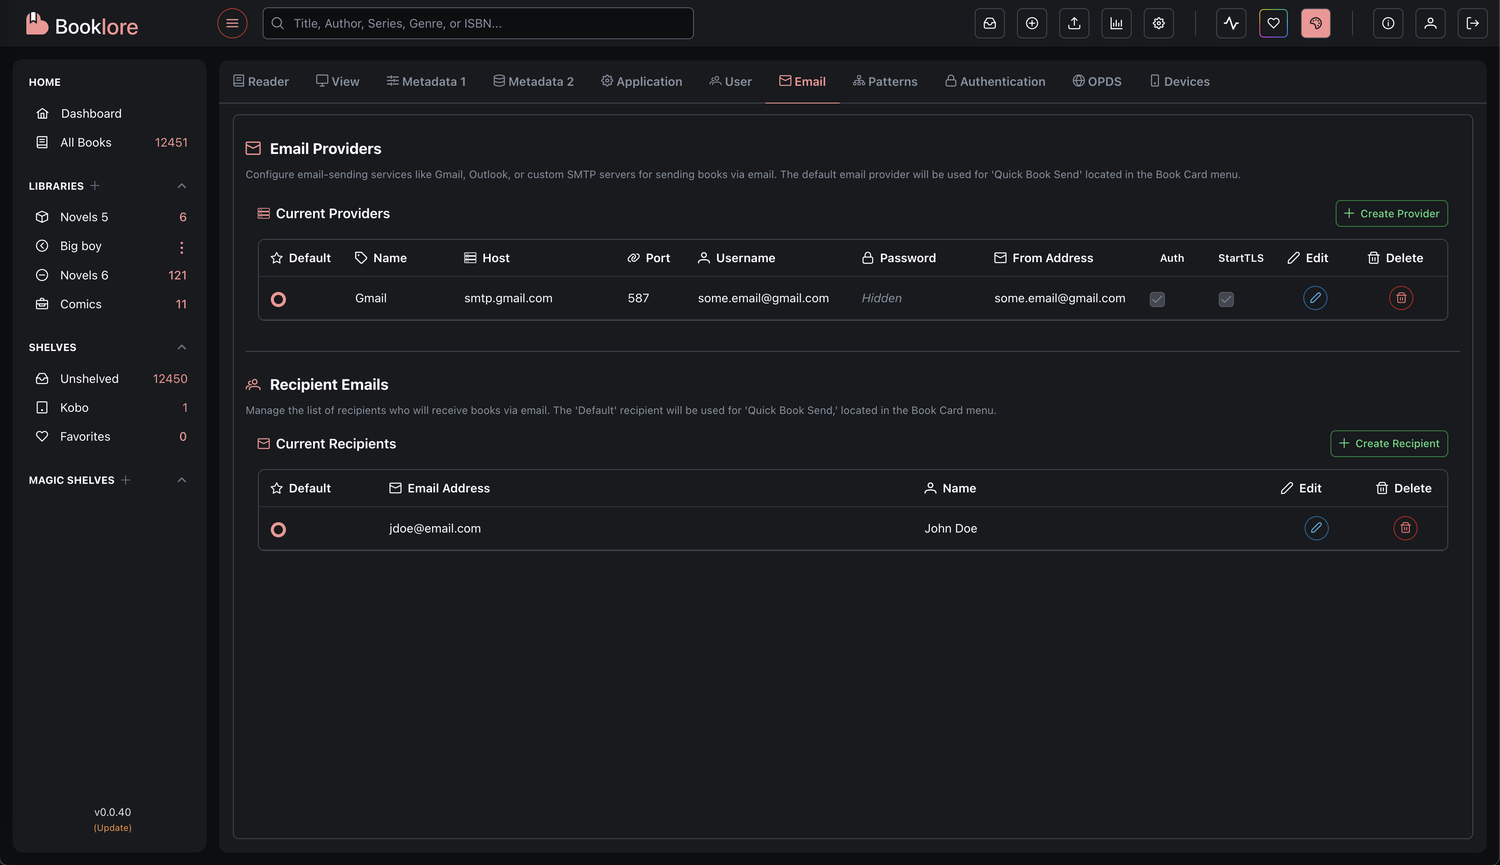 Booklore
Title, Author, Series, Genre, or ISBN...
HOME
Dashboard
All Books 12451
LIBRARIES
Novels 5 6
Big boy
Novels 6 121
Comics 11
SHELVES
Unshelved 12450
Kobo 1
Favorites 0
MAGIC SHELVES
v0.0.40
(Update)
Reader View Metadata 1 Metadata 2 Application User Email Patterns Authentication OPDS Devices
Email Providers
Configure email-sending services like Gmail, Outlook, or custom SMTP servers for sending books via email. The default email provider will be used for 'Quick Book Send' located in the Book Card menu.
Current Providers
Create Provider
Default Name Host Port Username Password From Address Auth StartTLS Edit Delete
Gmail smtp.gmail.com 587 some.email@gmail.com Hidden some.email@gmail.com
Recipient Emails
Manage the list of recipients who will receive books via email. The 'Default' recipient will be used for 'Quick Book Send,' located in the Book Card menu.
Current Recipients
Create Recipient
Default Email Address Name Edit Delete
jdoe@email.com John Doe